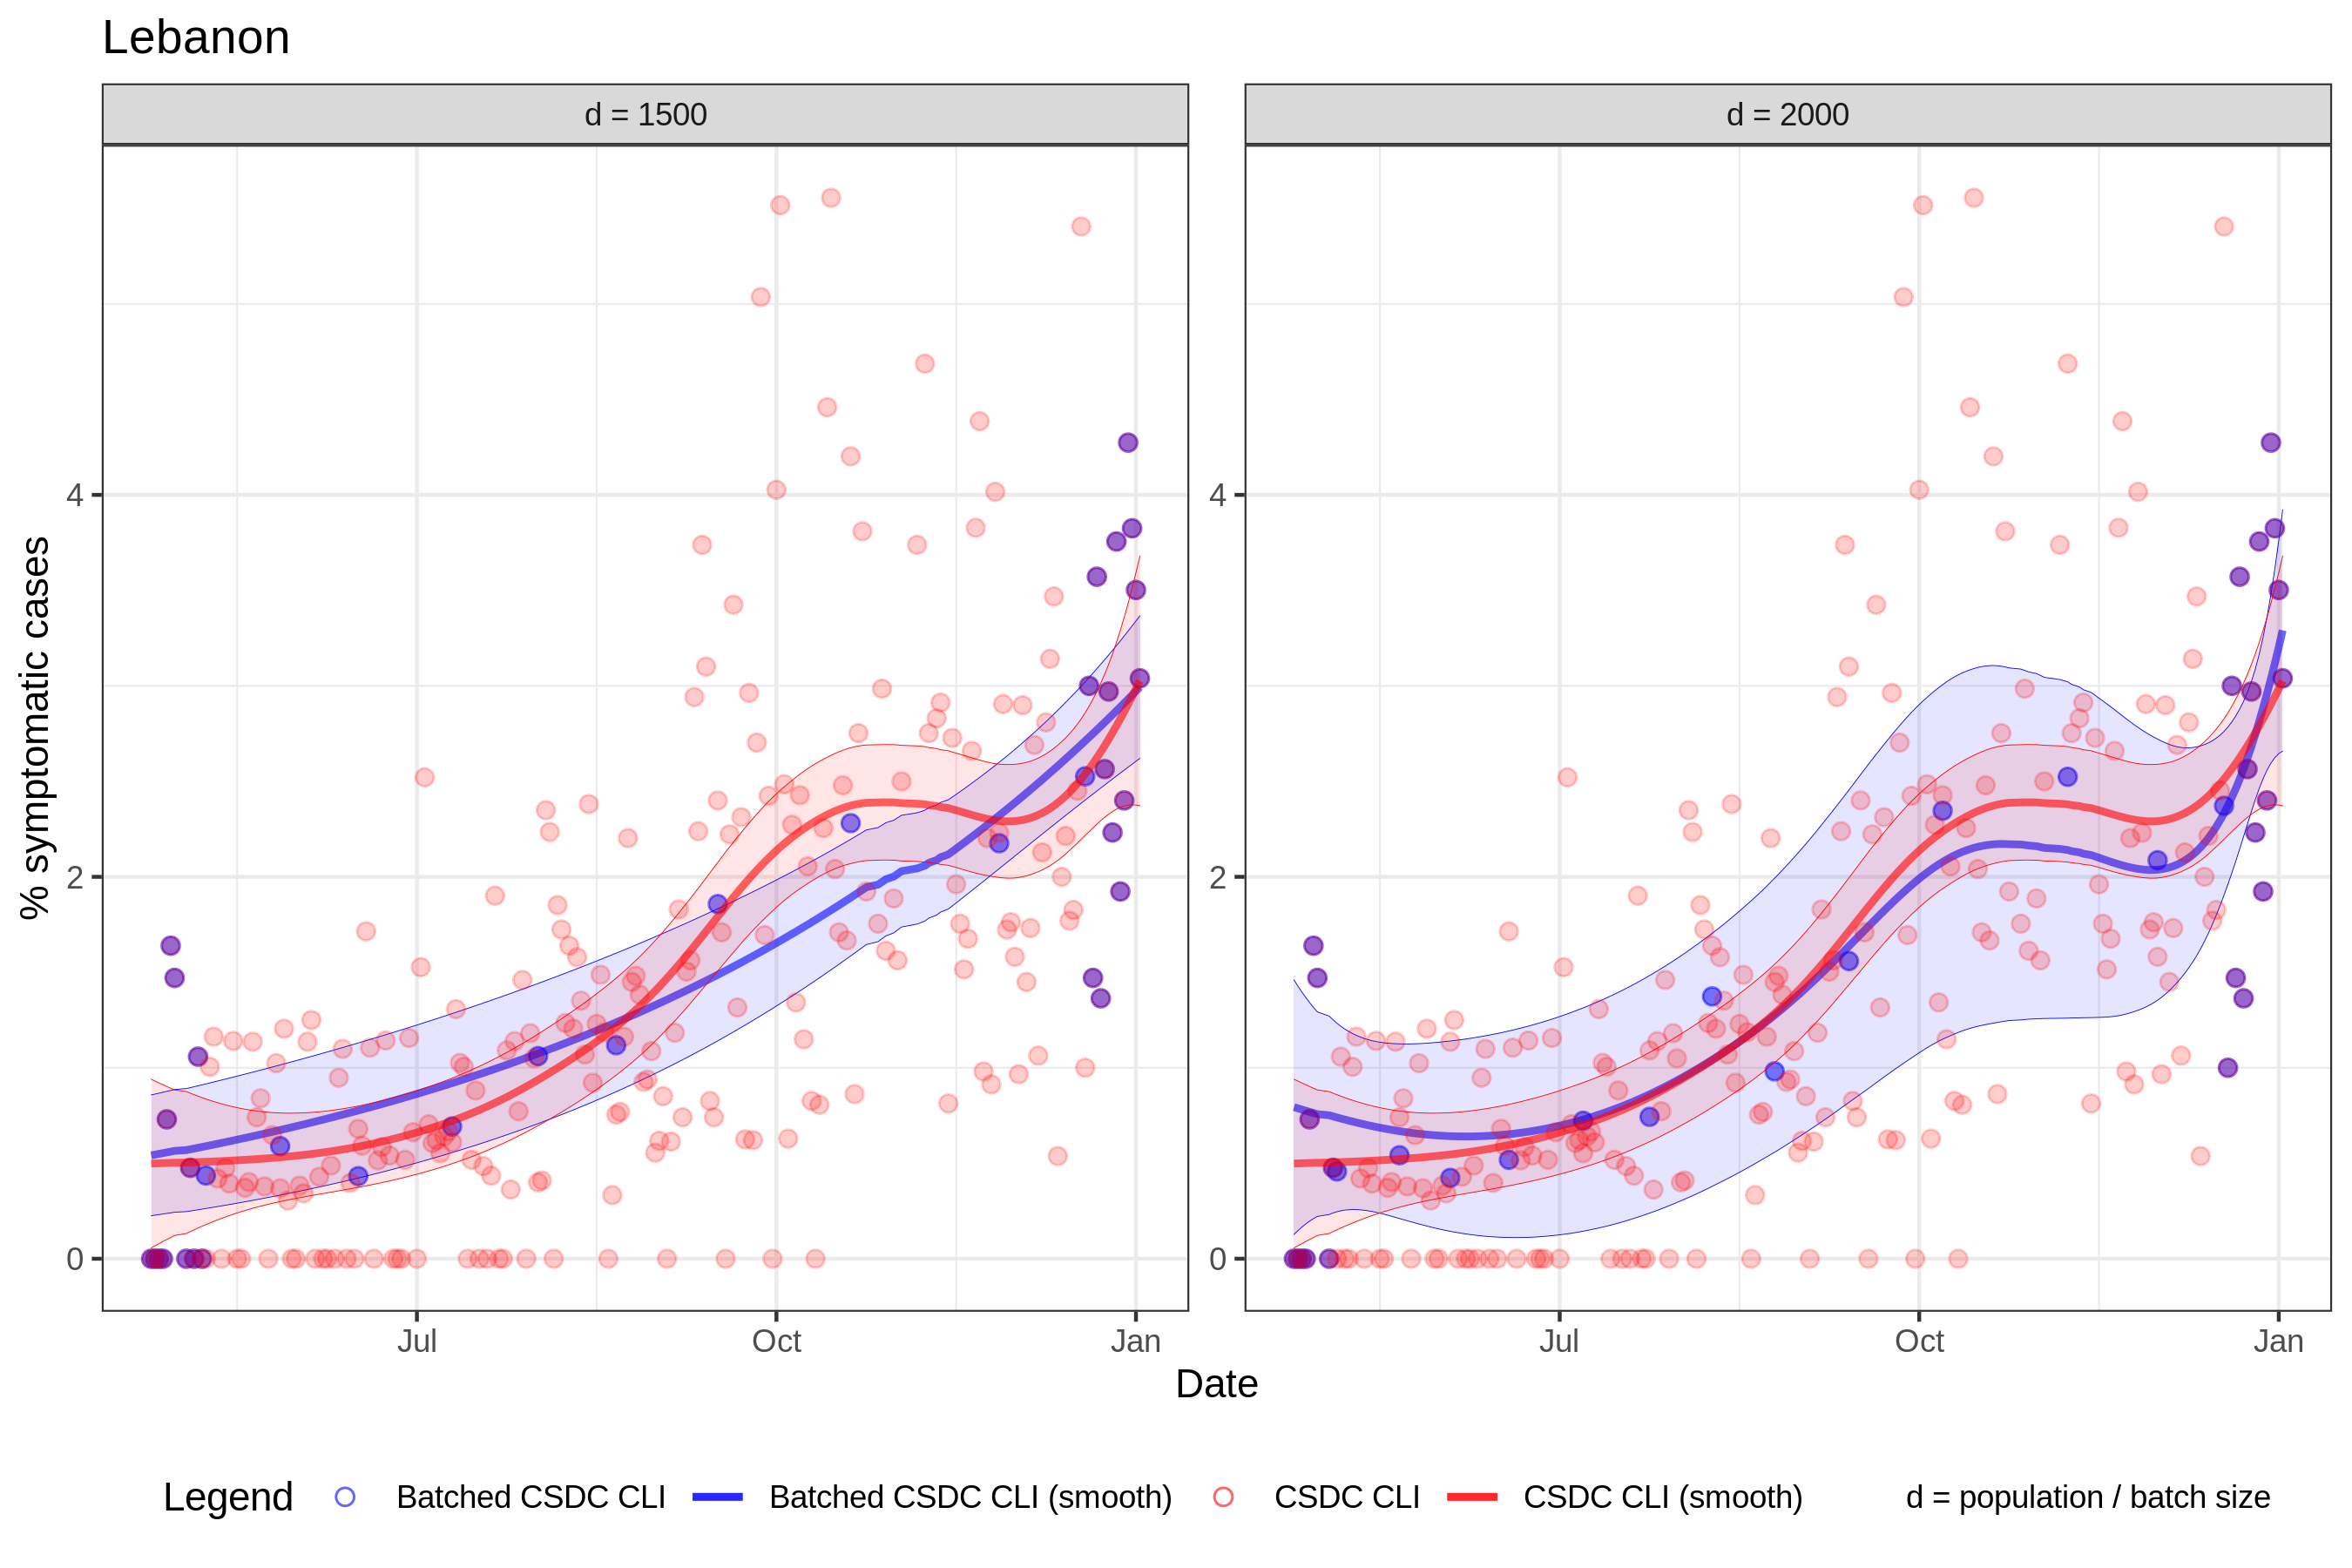 Lebanon
d = 1500
d = 2000
% symptomatic cases
4
2
0
4
2
0
Jul
Oct
Jan
Jul
Oct
Jan
Date
Legend
Batched CSDC CLI
Batched CSDC CLI (smooth)
CSDC CLI
CSDC CLI (smooth)
d = population / batch size